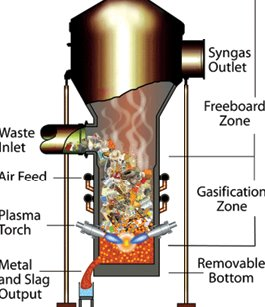 Syngas
Outlet
Freeboard
Zone
Waste
Inlet
Air Feed
Gasification
Zone
Plasma
Torch
Metal
and Slag
Output
Removable
Bottom